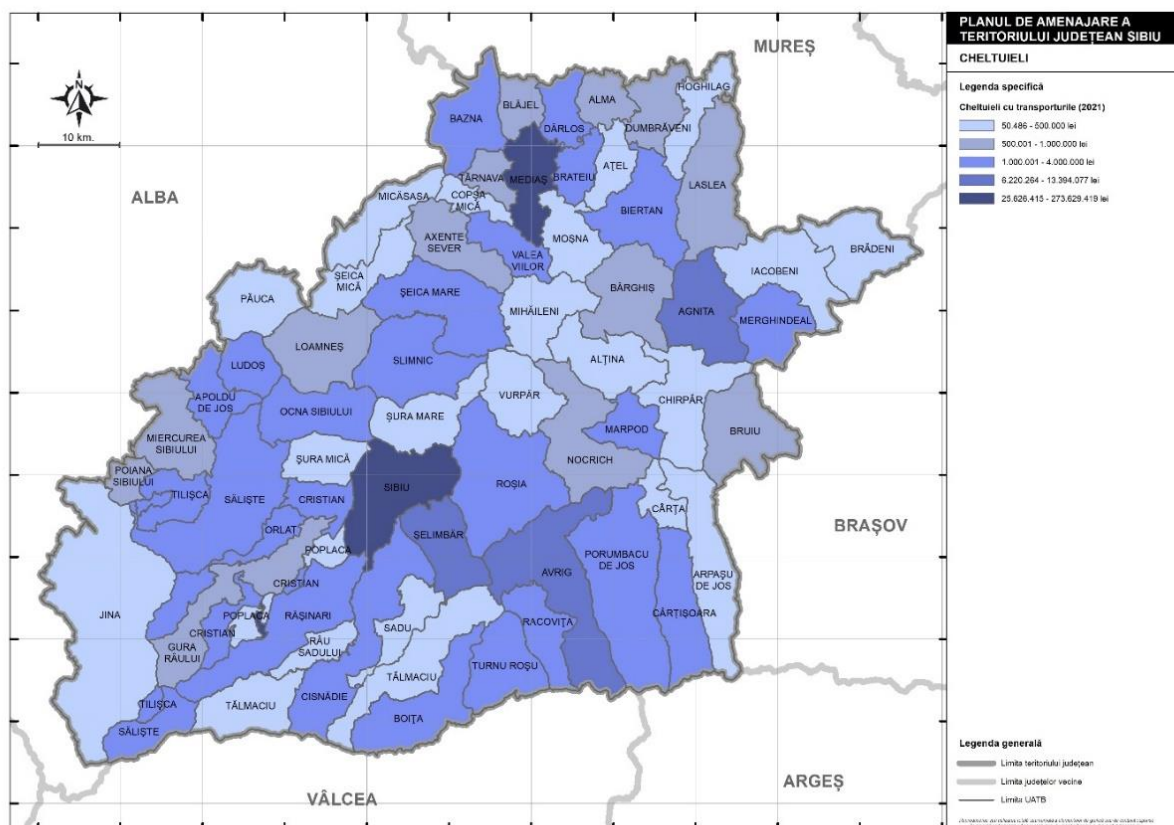 PLANUL DE AMENAJARE A
TERITORIULUI JUDEȚEAN SIBIU
CHELTUIELI
Legenda specifică
Cheltuieli cu transporturile (2021)
50.486 - 500.000 lei
500.001 - 1.000.000 lei
1.000.001 - 4.000.000 lei
6.220.264 - 13.394.077 lei
25.626.415 - 273.629.419 lei
N
10 km.
MUREȘ
ALBA
BRAȘOV
ARGEȘ
VÂLCEA
HOGHILAG
BLĂJEL
ALMA
BAZNA
DÂRLOS
DUMBRĂVENI
AȚEL
TÂRNAVA
MEDIAȘ
BRATEIU
LASLEA
MICĂSASA
COPȘA
MICĂ
BIERTAN
AXENTE
SEVER
MOȘNA
BRĂDENI
VALEA
VIILOR
IACOBENI
ȘEICA
MICĂ
ȘEICA MARE
BÂRGHIȘ
PĂUCA
MIHĂILENI
AGNITA
MERGHINDEAL
LOAMNEȘ
SLIMNIC
ALȚINA
LUDOȘ
APOLDU
DE JOS
VURPĂR
CHIRPĂR
OCNA SIBIULUI
ȘURA MARE
MARPOD
BRUIU
MIERCUREA
SIBIULUI
ȘURA MICĂ
NOCRICH
POIANA
SIBIULUI
TILIȘCA
SĂLIȘTE
CRISTIAN
SIBIU
ROȘIA
CÂRȚA
ORLAT
ȘELIMBĂR
POPLACA
PORUMBACU
DE JOS
AVRIG
ARPAȘU
DE JOS
CRISTIAN
CÂRȚIȘOARA
JINA
POPLACA
RĂȘINARI
RACOVIȚA
SADU
CRISTIAN
RÂU
SADULUI
GURA
RÂULUI
TURNU ROȘU
TĂLMACIU
CISNĂDIE
TILIȘCA
TĂLMACIU
BOIȚA
SĂLIȘTE
Legenda generală
Limita teritoriului județean
Limita județelor vecine
Limita UATB